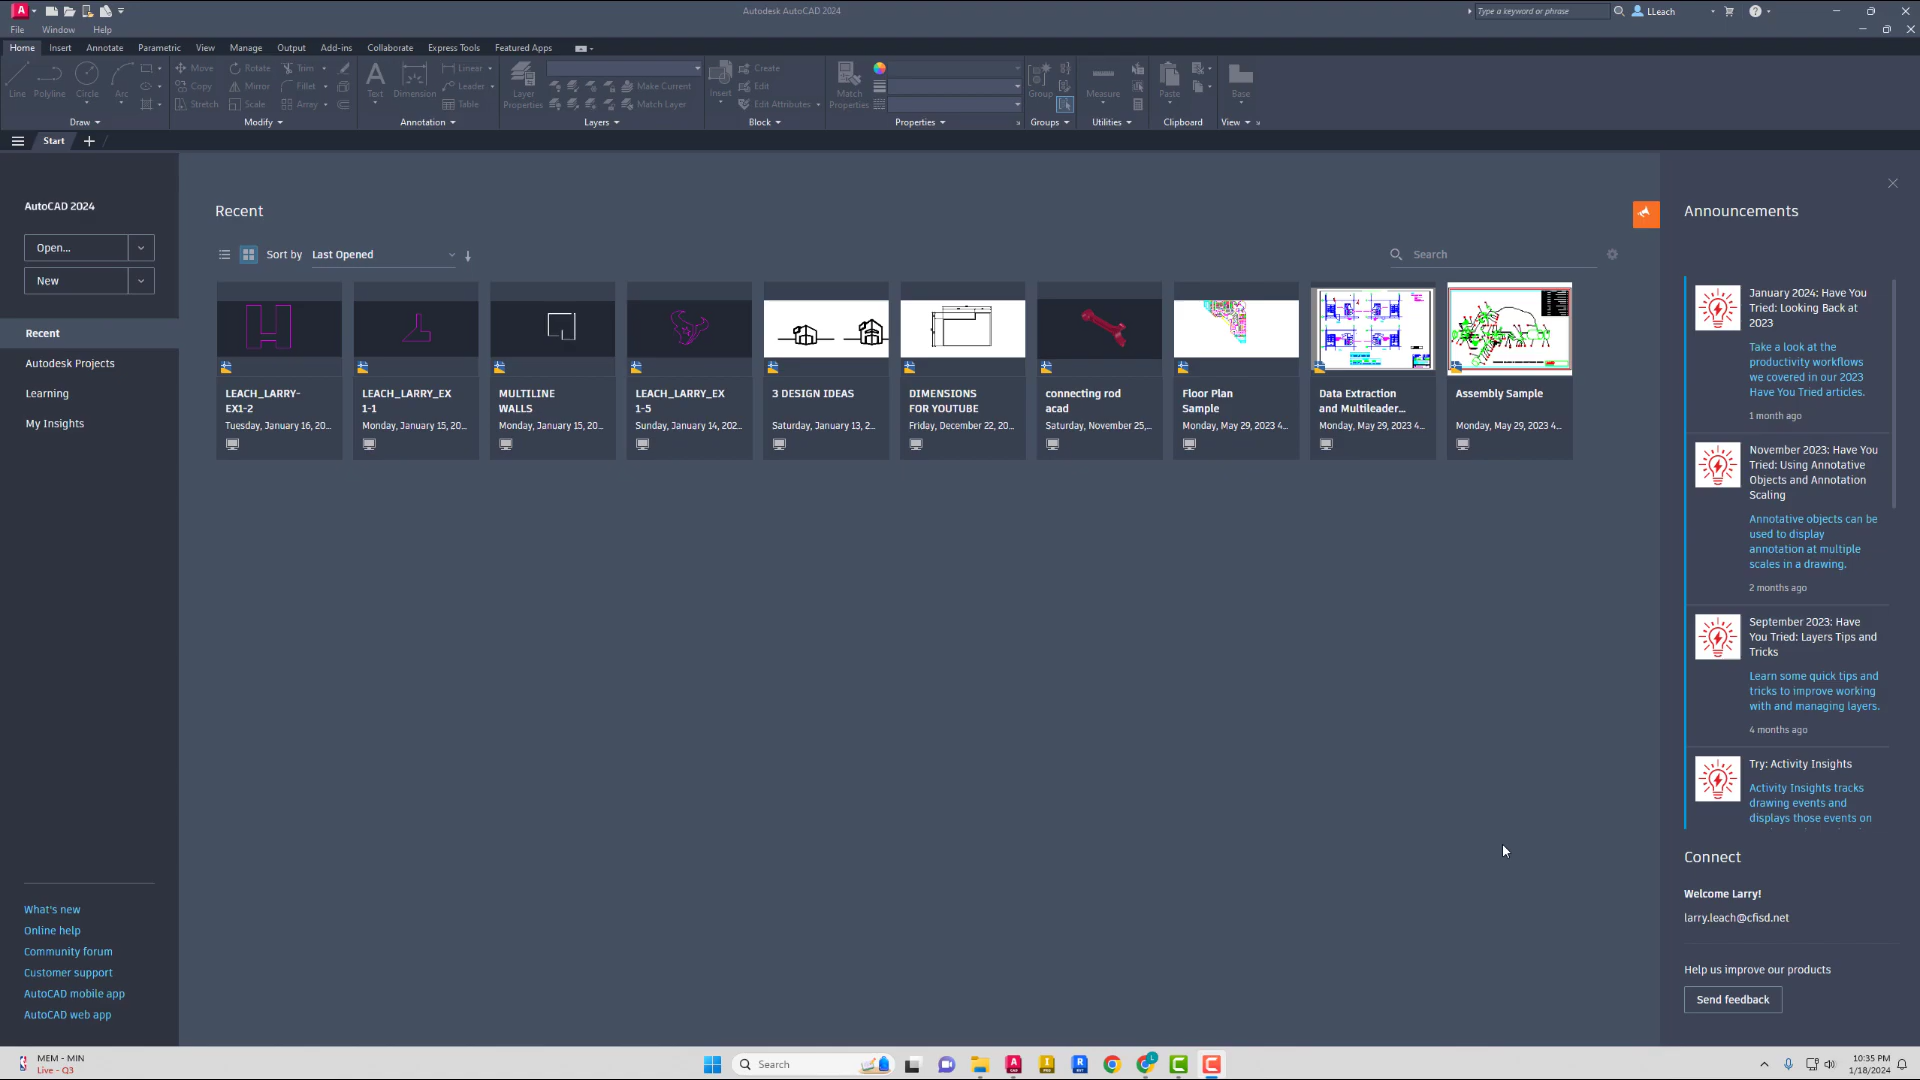 Autodesk AutoCAD 2024
Type a keyword or phrase
LLeach
File Window Help
Home Insert Annotate Parametric View Manage Output Add-ins Collaborate Express Tools Featured Apps
Line Polyline Circle Arc
Move Rotate Trim
Copy Mirror Fillet
Stretch Scale Array
Text Dimension
Linear
Leader
Table
Layer
Properties
Make Current
Match Layer
Insert
Create
Edit
Edit Attributes
Match
Properties
Group
Measure
Paste
Base
Draw Modify Annotation Layers Block Properties Groups Utilities Clipboard View
Start
AutoCAD 2024
Open...
New
Recent
Autodesk Projects
Learning
My Insights
What's new
Online help
Community forum
Customer support
AutoCAD mobile app
AutoCAD web app
Recent
Sort by Last Opened
Search
LEACH_LARRY-
EX1-2
Tuesday, January 16, 20...
LEACH_LARRY_EX
1-1
Monday, January 15, 20...
MULTILINE
WALLS
Monday, January 15, 20...
LEACH_LARRY_EX
1-5
Sunday, January 14, 202...
3 DESIGN IDEAS
Saturday, January 13, 2...
DIMENSIONS
FOR YOUTUBE
Friday, December 22, 20...
connecting rod
acad
Saturday, November 25,...
Floor Plan
Sample
Monday, May 29, 2023 4...
Data Extraction
and Multileader...
Monday, May 29, 2023 4...
Assembly Sample
Monday, May 29, 2023 4...
Announcements
January 2024: Have You
Tried: Looking Back at
2023
Take a look at the
productivity workflows
we covered in our 2023
Have You Tried articles.
1 month ago
November 2023: Have You
Tried: Using Annotative
Objects and Annotation
Scaling
Annotative objects can be
used to display
annotation at multiple
scales in a drawing.
2 months ago
September 2023: Have
You Tried: Layers Tips and
Tricks
Learn some quick tips and
tricks to improve working
with and managing layers.
4 months ago
Try: Activity Insights
Activity Insights tracks
drawing events and
displays those events on
Connect
Welcome Larry!
larry.leach@cfisd.net
Help us improve our products
Send feedback
MEM - MIN
Live - Q3
Search
10:35 PM
1/18/2024